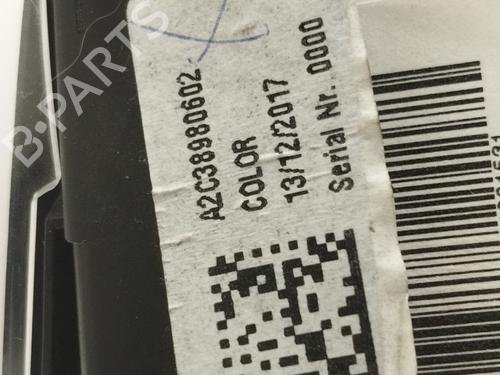 A2C38980602
COLOR
13/12/2017
Serial Nr. 0000
B-PARTS